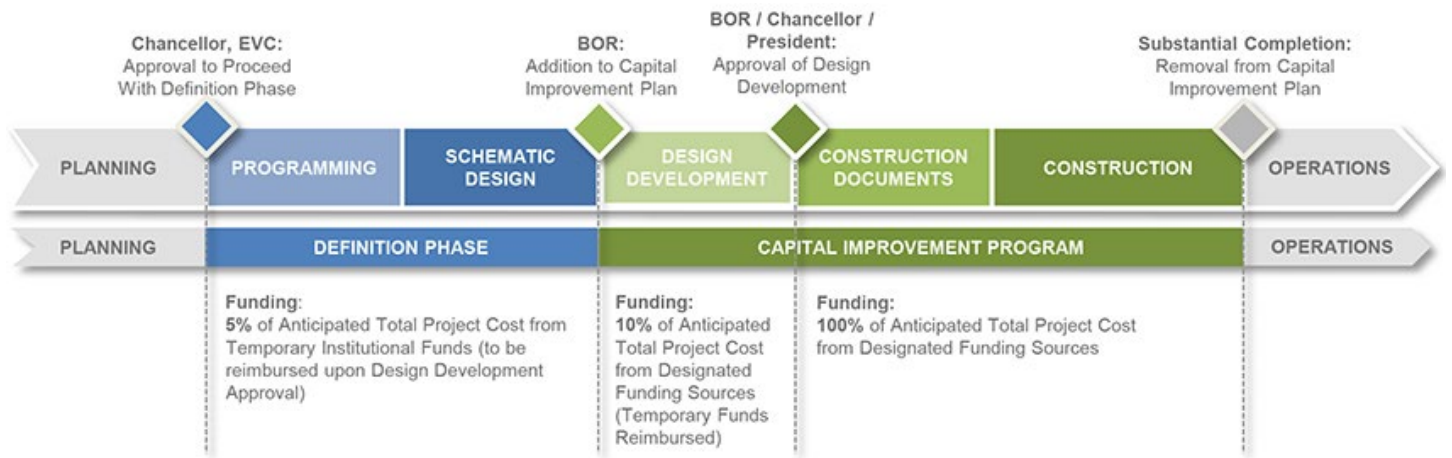 Chancellor, EVC:
Approval to Proceed
With Definition Phase
BOR:
Addition to Capital
Improvement Plan
BOR / Chancellor /
President:
Approval of Design
Development
Substantial Completion:
Removal from Capital
Improvement Plan
PLANNING
PROGRAMMING
SCHEMATIC
DESIGN
DESIGN
DEVELOPMENT
CONSTRUCTION
DOCUMENTS
CONSTRUCTION
OPERATIONS
PLANNING
DEFINITION PHASE
CAPITAL IMPROVEMENT PROGRAM
OPERATIONS
Funding:
5% of Anticipated Total Project Cost from
Temporary Institutional Funds (to be
reimbursed upon Design Development
Approval)
Funding:
10% of Anticipated
Total Project Cost
from Designated
Funding Sources
(Temporary Funds
Reimbursed)
Funding:
100% of Anticipated Total Project Cost
from Designated Funding Sources